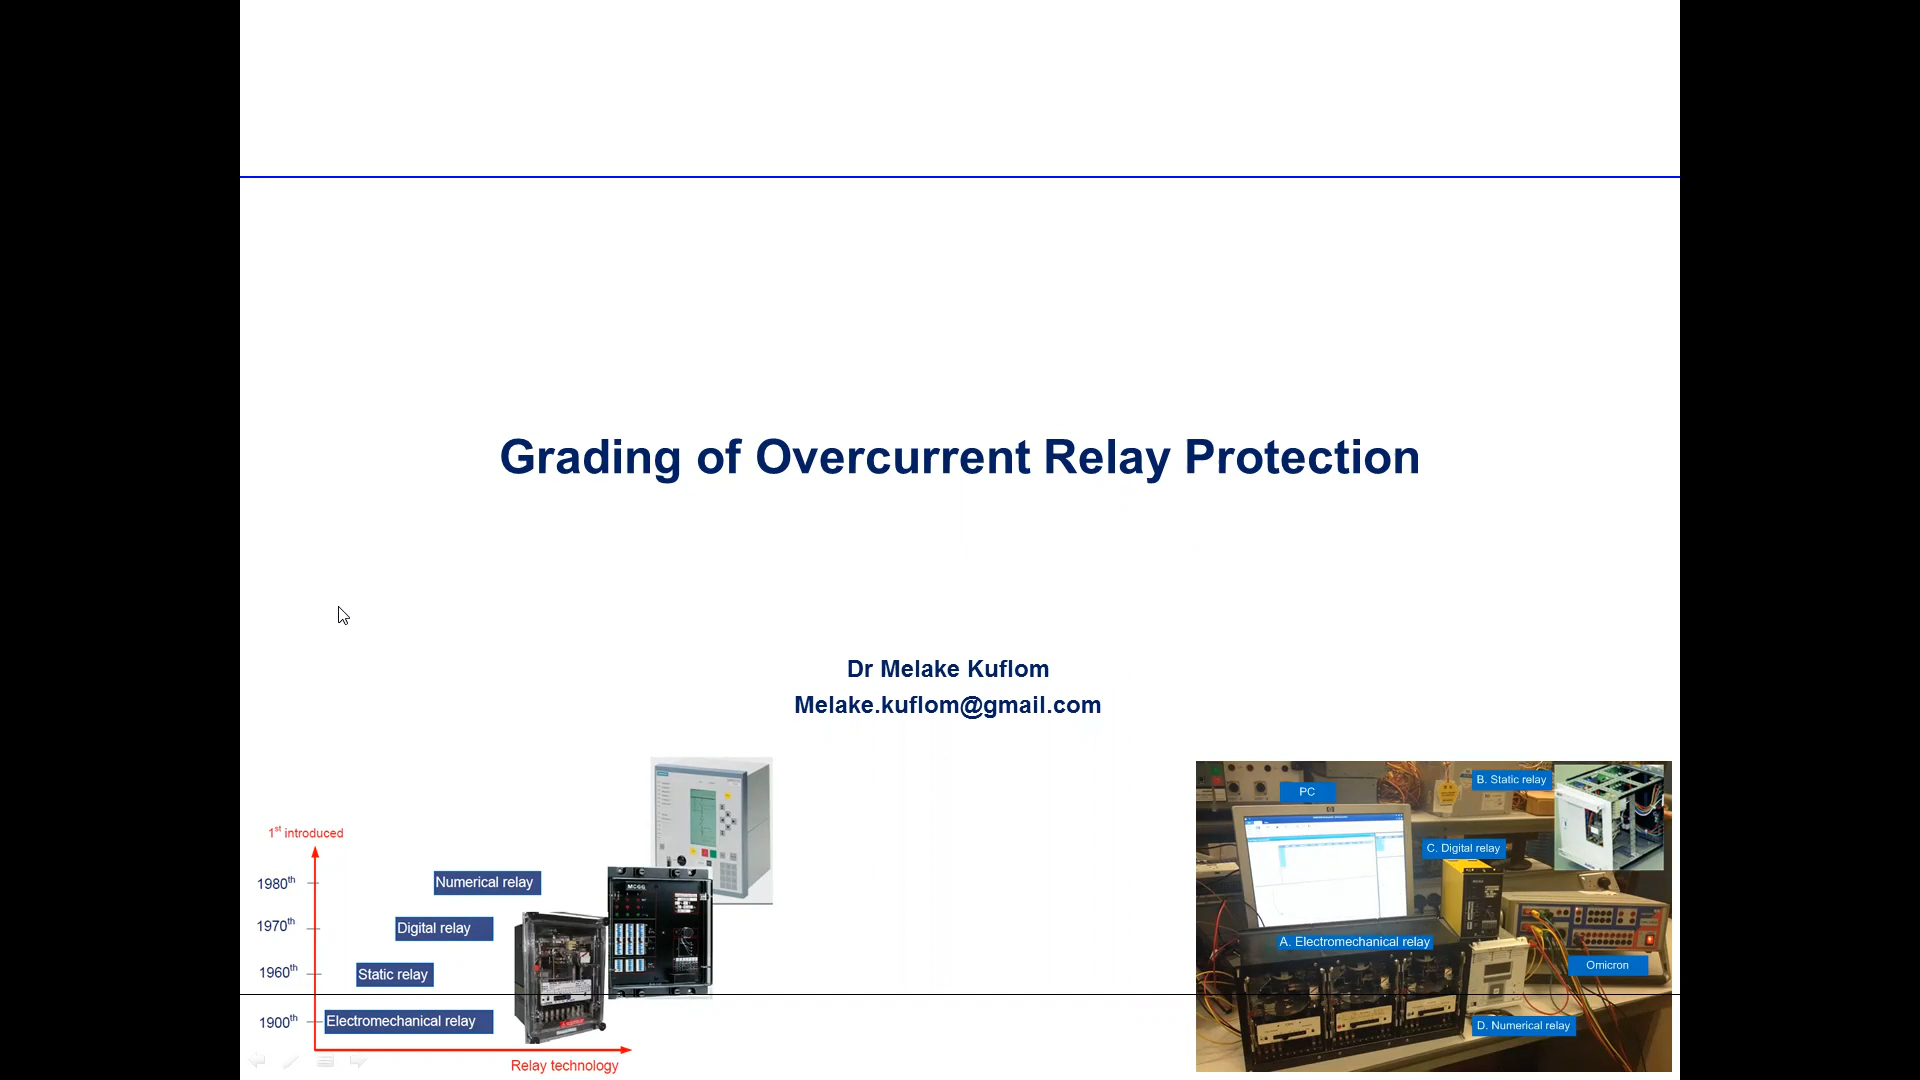 Grading of Overcurrent Relay Protection
Dr Melake Kuflom
Melake.kuflom@gmail.com
1st introduced
1980th
1970th
1960th
1900th
Numerical relay
Digital relay
Static relay
Electromechanical relay
Relay technology
MCGG
PC
B. Static relay
C. Digital relay
A. Electromechanical relay
Omicron
D. Numerical relay